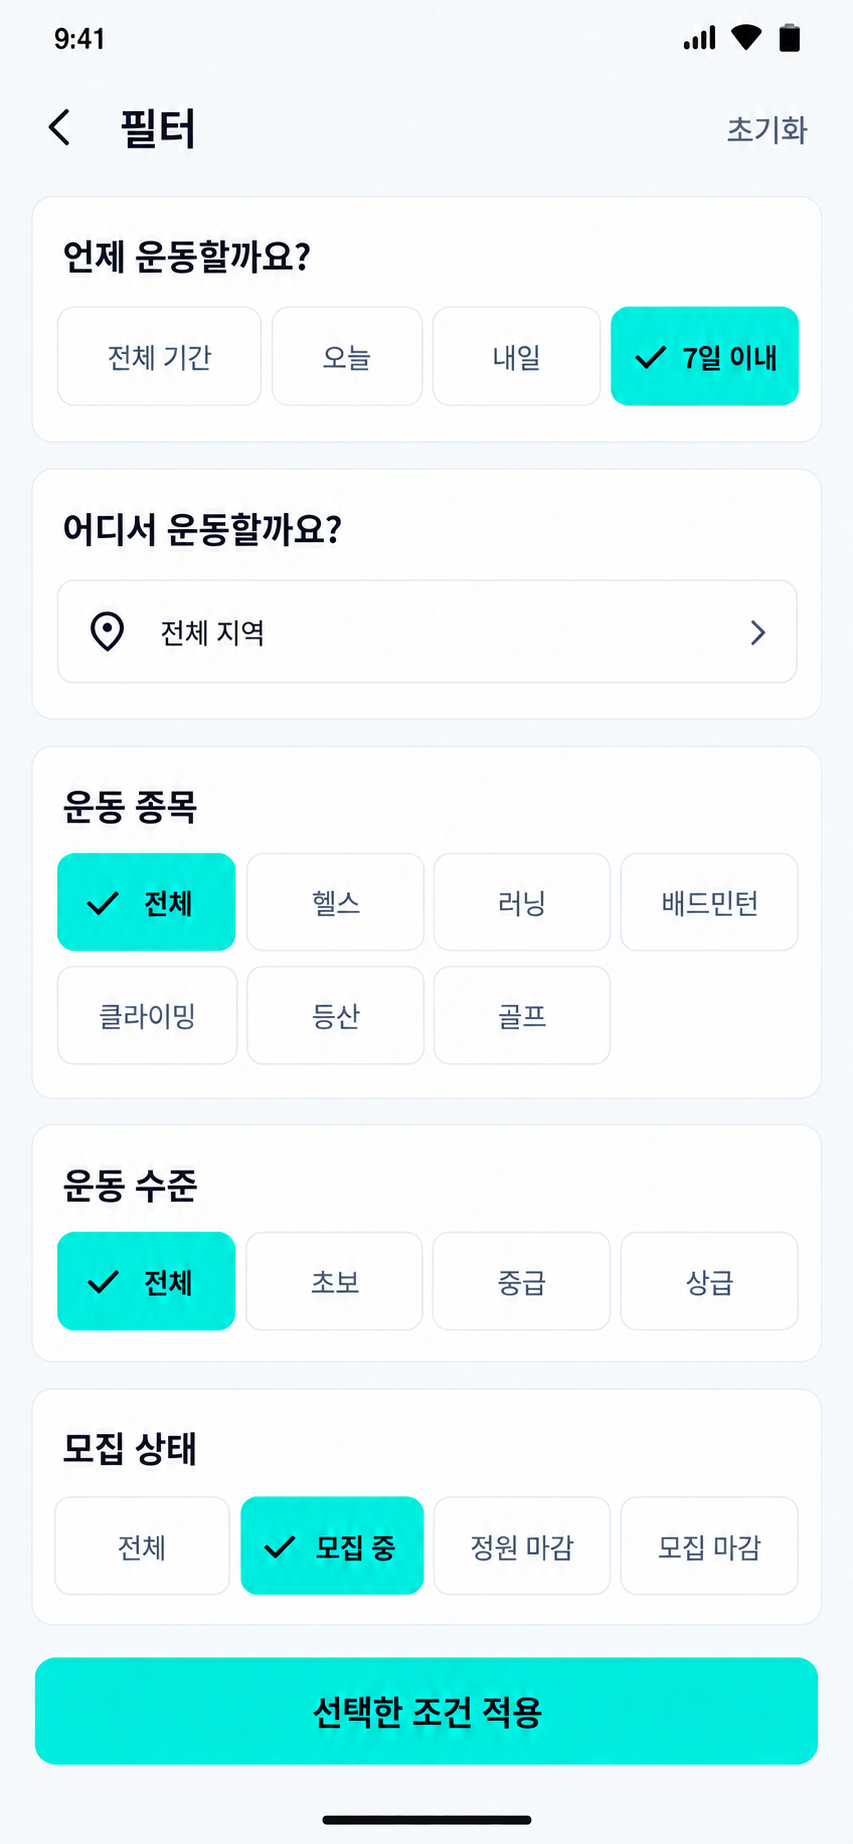 9:41
필터
초기화
언제 운동할까요?
전체 기간 오늘 내일 7일 이내
어디서 운동할까요?
전체 지역
운동 종목
전체 헬스 러닝 배드민턴
클라이밍 등산 골프
운동 수준
전체 초보 중급 상급
모집 상태
전체 모집 중 정원 마감 모집 마감
선택한 조건 적용